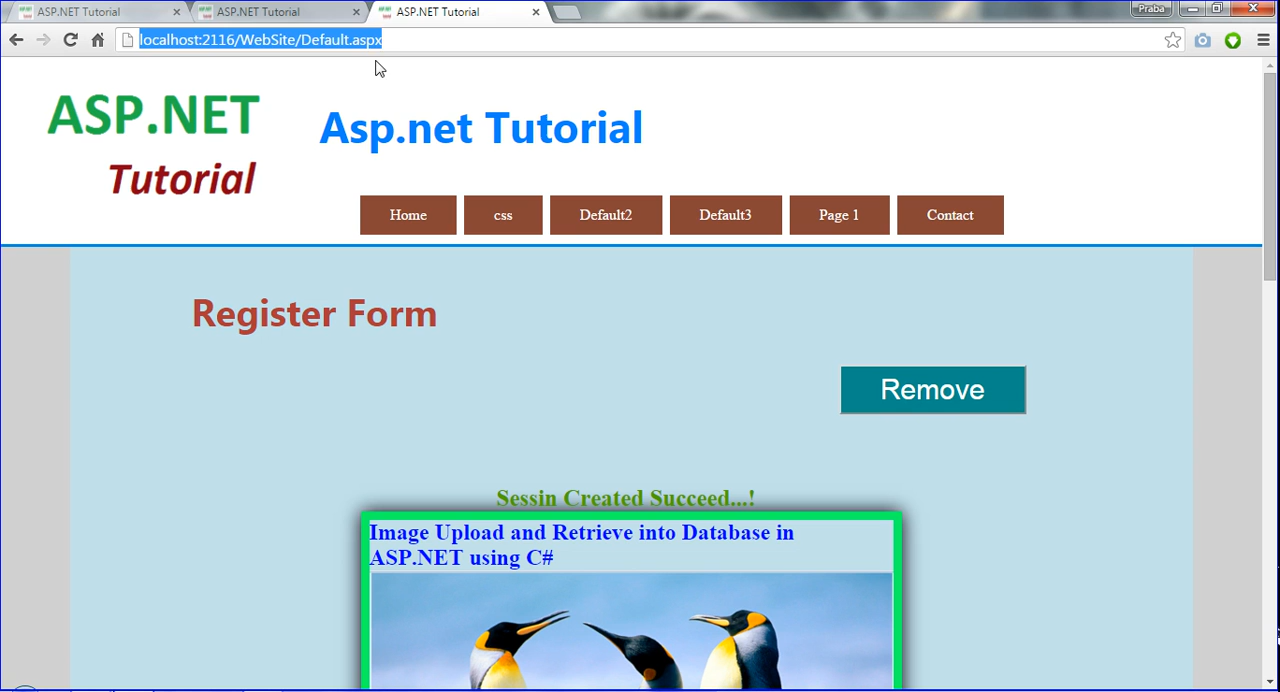 ASP.NET Tutorial
ASP.NET Tutorial
ASP.NET Tutorial
Praba
localhost:2116/WebSite/Default.aspx
ASP.NET
Tutorial
Asp.net Tutorial
Home
css
Default2
Default3
Page 1
Contact
Register Form
Remove
Sessin Created Succeed...!
Image Upload and Retrieve into Database in
ASP.NET using C#